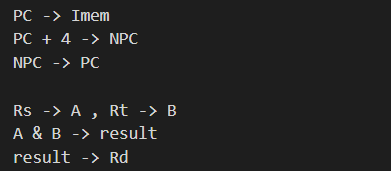 PC -> Imem
PC + 4 -> NPC
NPC -> PC
Rs -> A , Rt -> B
A & B -> result
result -> Rd